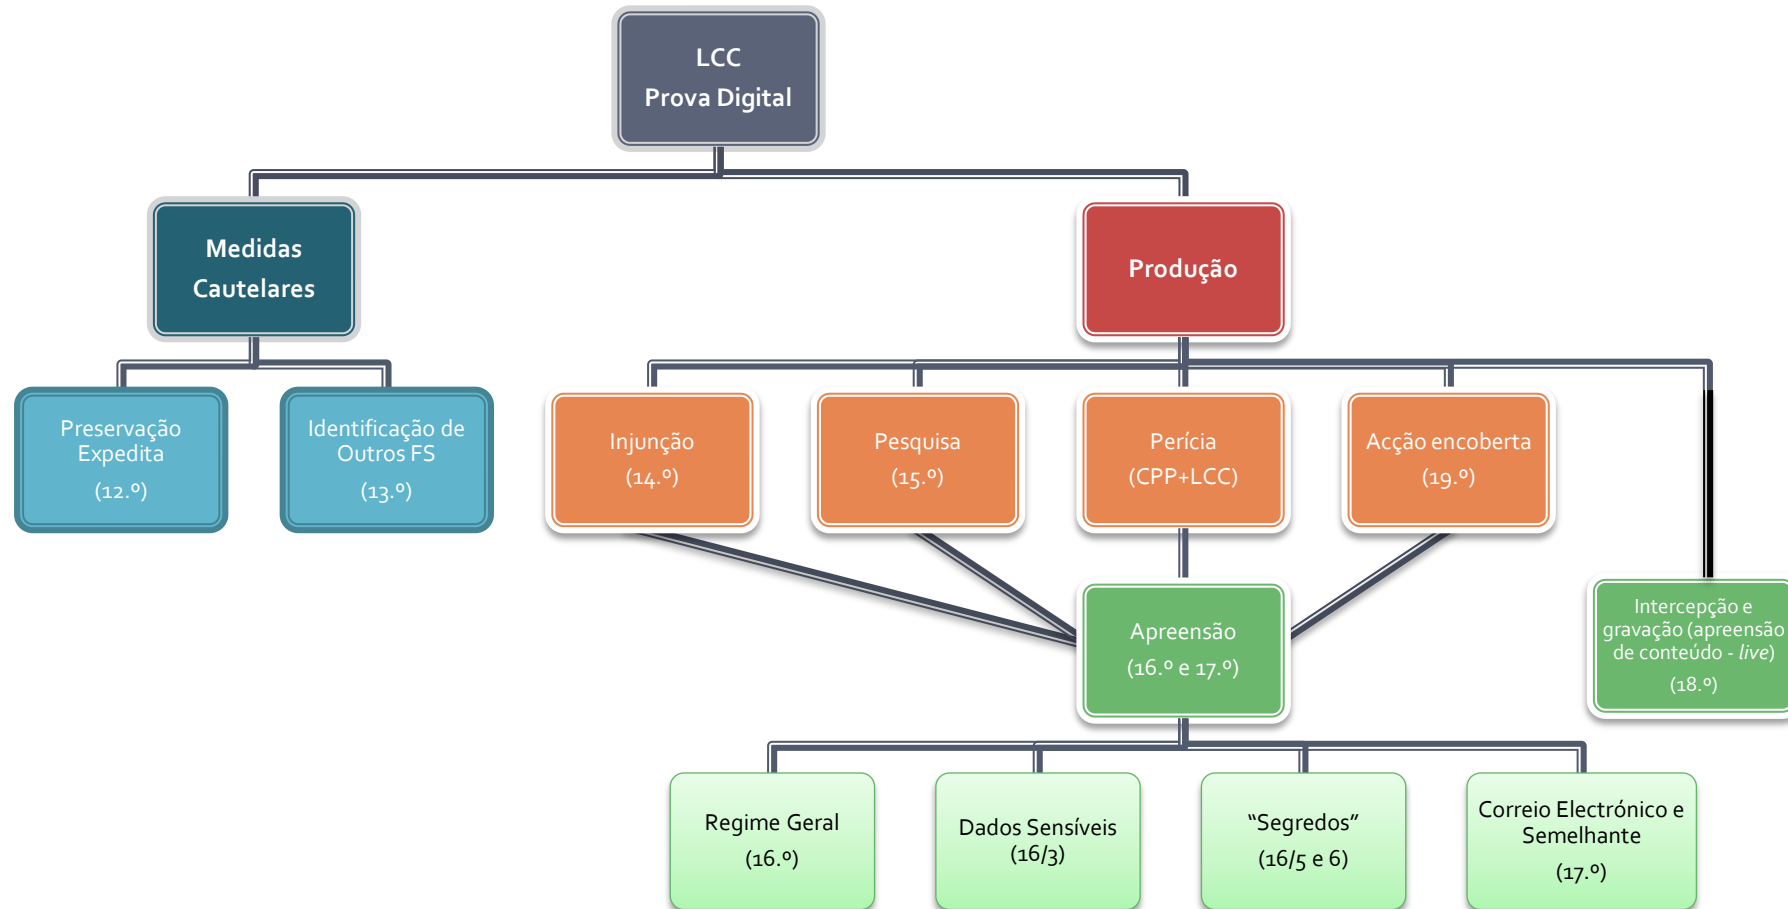 LCC
Prova Digital
Medidas
Cautelares
Produção
Preservação
Expedita
(12.º)
Identificação de
Outros FS
(13.º)
Injunção
(14.º)
Pesquisa
(15.º)
Perícia
(CPP+LCC)
Acção encoberta
(19.º)
Apreensão
(16.º e 17.º)
Intercepção e
gravação (apreensão
de conteúdo - live)
(18.º)
Regime Geral
(16.º)
Dados Sensíveis
(16/3)
“Segredos”
(16/5 e 6)
Correio Electrónico e
Semelhante
(17.º)